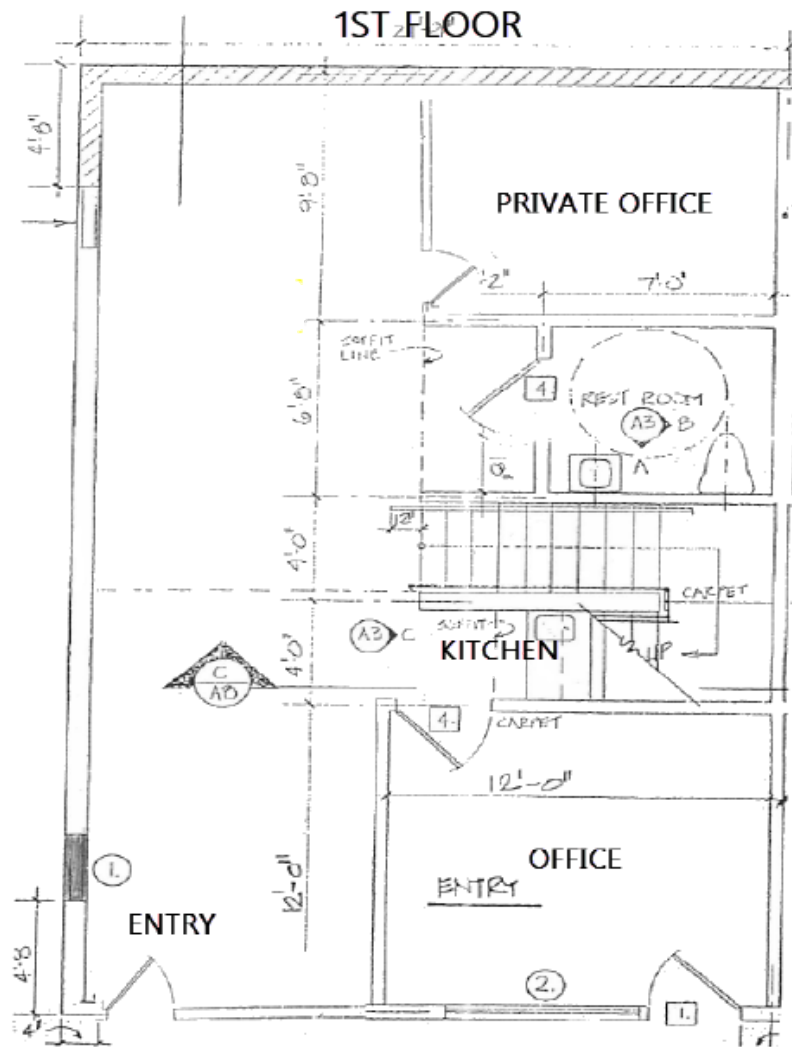 1ST FLOOR
4'8"
9'8"
PRIVATE OFFICE
7'0"
SOFFIT
LINE
6'8"
4.
REST ROOM
A3
B
A
12"
4'-0"
CARPET
A3
C
SOFFIT
KITCHEN
UP
4'-0"
C
A8
4.
CARPET
12'-0"
1.
OFFICE
12'-0"
ENTRY
ENTRY
4'8
2.
1.
4"